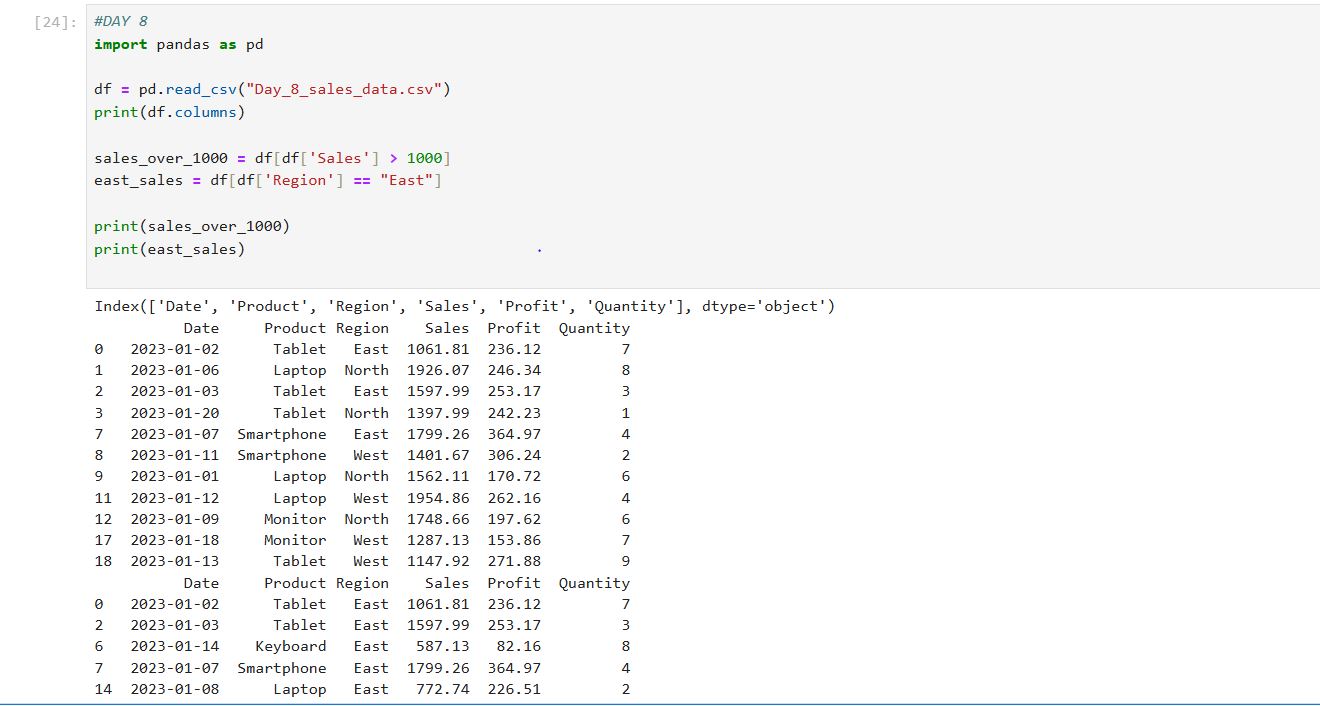 [24]: #DAY 8
import pandas as pd
df = pd.read_csv("Day_8_sales_data.csv")
print(df.columns)
sales_over_1000 = df[df['Sales'] > 1000]
east_sales = df[df['Region'] == "East"]
print(sales_over_1000)
print(east_sales)
Index(['Date', 'Product', 'Region', 'Sales', 'Profit', 'Quantity'], dtype='object')
Date Product Region Sales Profit Quantity
0 2023-01-02 Tablet East 1061.81 236.12 7
1 2023-01-06 Laptop North 1926.07 246.34 8
2 2023-01-03 Tablet East 1597.99 253.17 3
3 2023-01-20 Tablet North 1397.99 242.23 1
7 2023-01-07 Smartphone East 1799.26 364.97 4
8 2023-01-11 Smartphone West 1401.67 306.24 2
9 2023-01-01 Laptop North 1562.11 170.72 6
11 2023-01-12 Laptop West 1954.86 262.16 4
12 2023-01-09 Monitor North 1748.66 197.62 6
17 2023-01-18 Monitor West 1287.13 153.86 7
18 2023-01-13 Tablet West 1147.92 271.88 9
Date Product Region Sales Profit Quantity
0 2023-01-02 Tablet East 1061.81 236.12 7
2 2023-01-03 Tablet East 1597.99 253.17 3
6 2023-01-14 Keyboard East 587.13 82.16 8
7 2023-01-07 Smartphone East 1799.26 364.97 4
14 2023-01-08 Laptop East 772.74 226.51 2